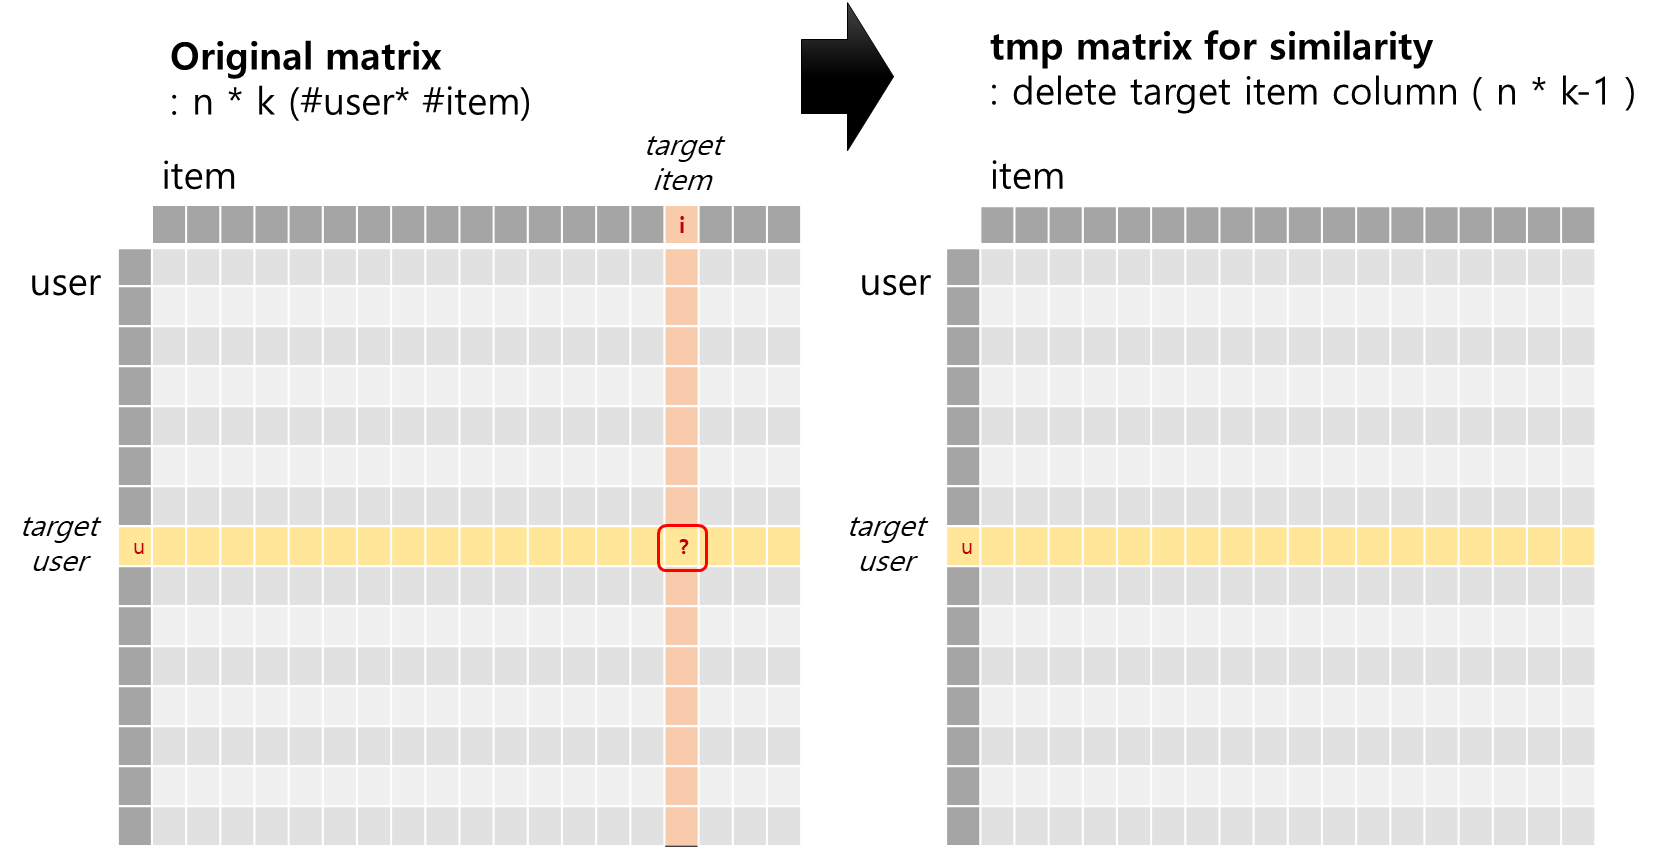 Original matrix
: n * k (#user* #item)
tmp matrix for similarity
: delete target item column ( n * k-1 )
target
item
item
i
user
target
user
u
?
item
user
target
user
u